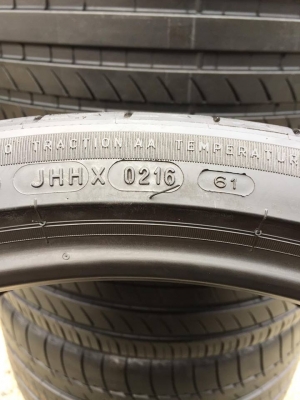 TRACTION AA TEMPERATUR
JHHX 0216 61